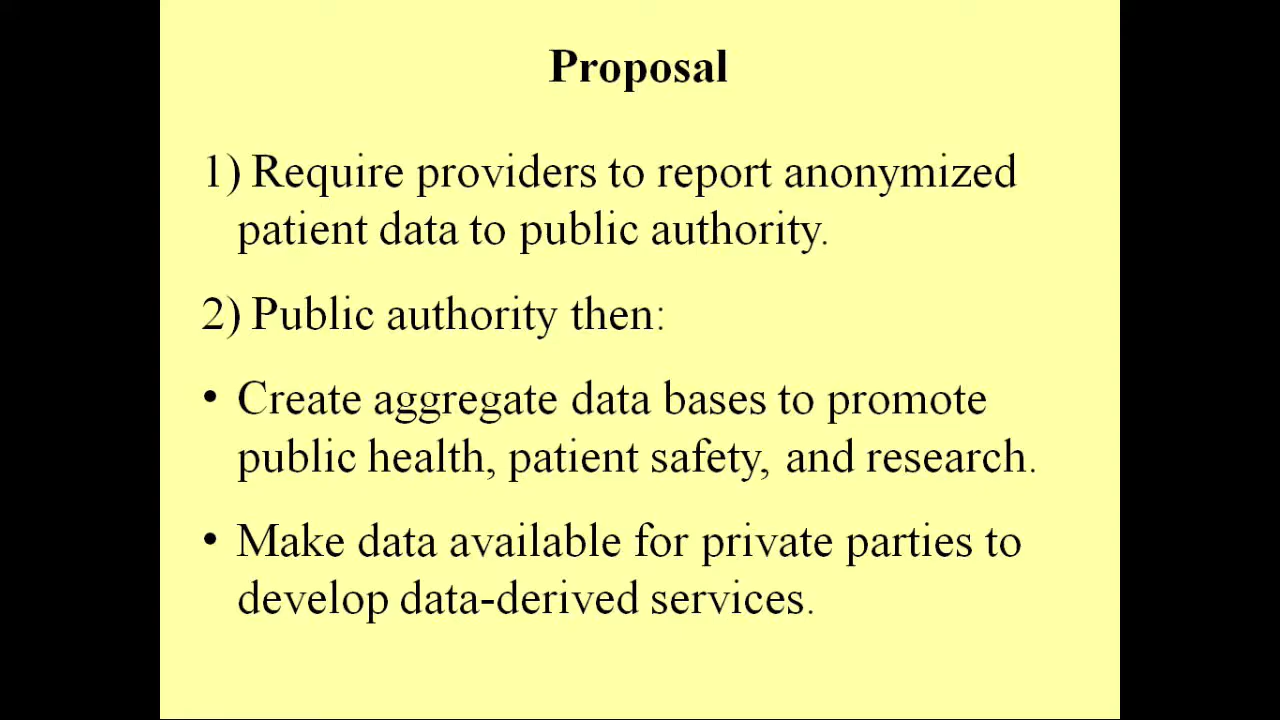 Proposal
1) Require providers to report anonymized
patient data to public authority.
2) Public authority then:
• Create aggregate data bases to promote
public health, patient safety, and research.
• Make data available for private parties to
develop data-derived services.